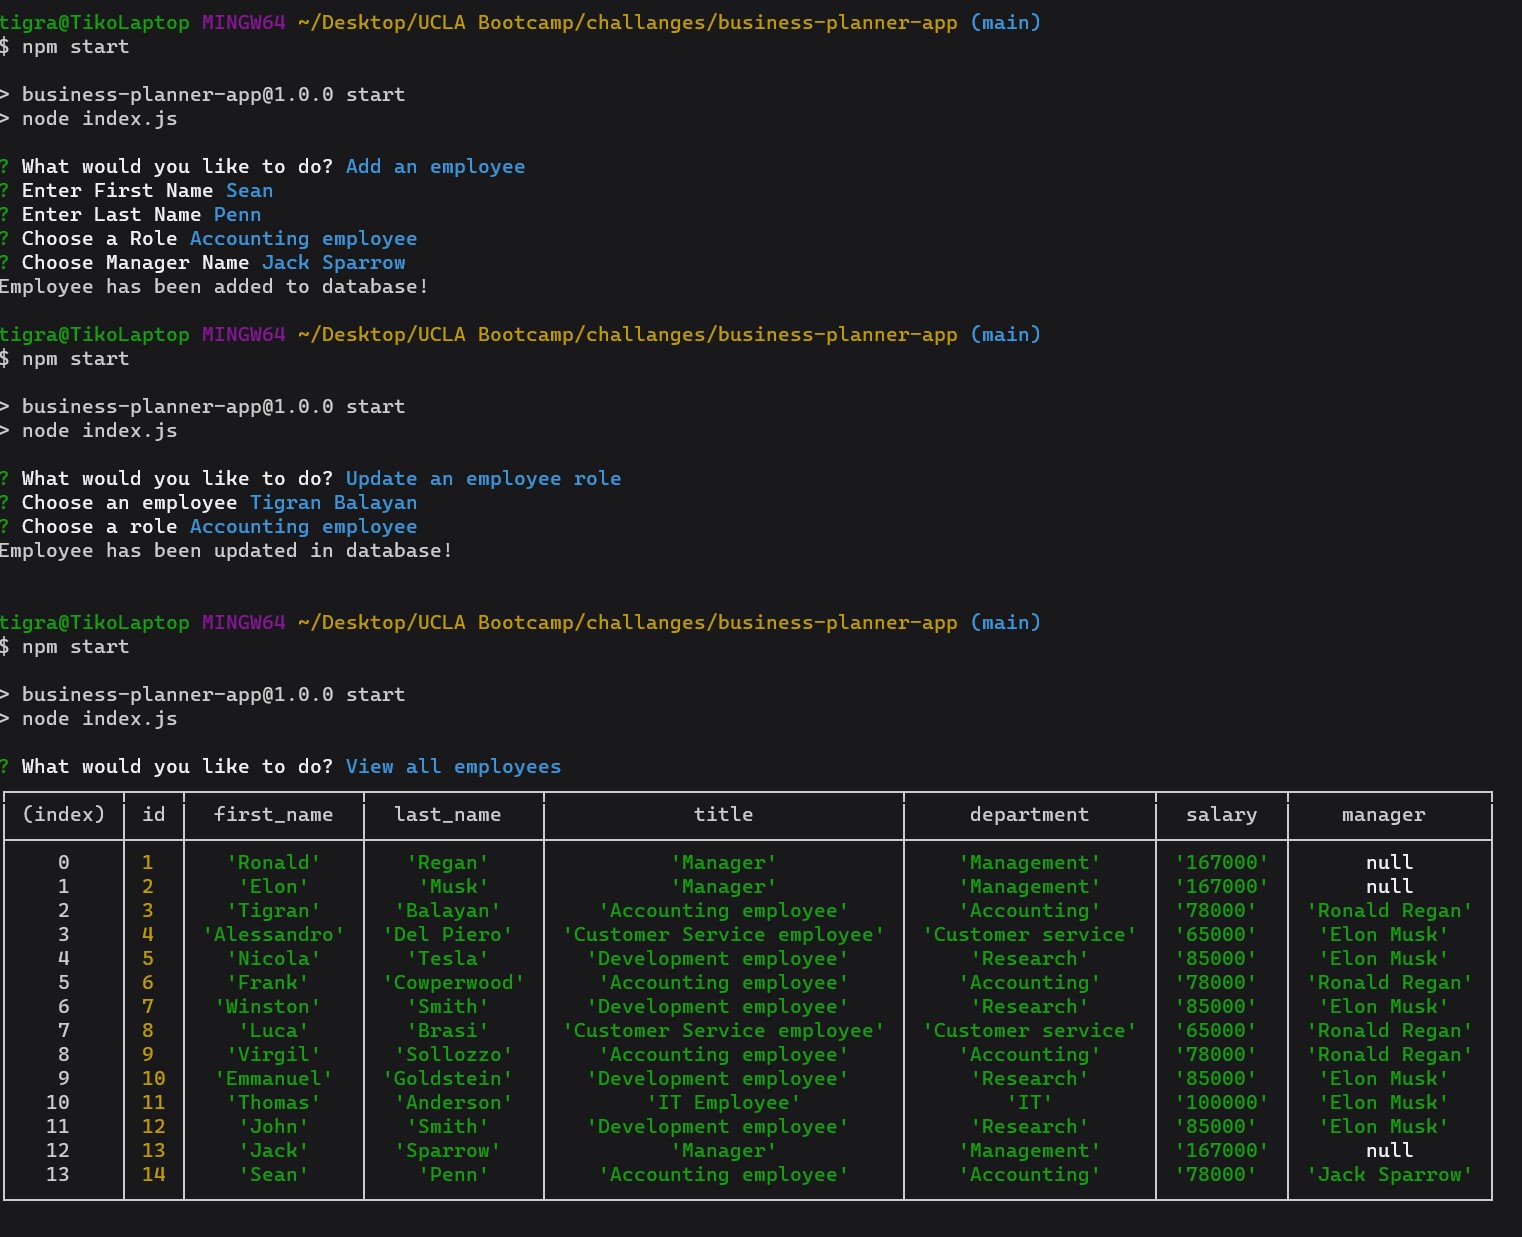 tigra@TikoLaptop MINGW64 ~/Desktop/UCLA Bootcamp/challanges/business-planner-app (main)
$ npm start
> business-planner-app@1.0.0 start
> node index.js
? What would you like to do? Add an employee
? Enter First Name Sean
? Enter Last Name Penn
? Choose a Role Accounting employee
? Choose Manager Name Jack Sparrow
Employee has been added to database!
tigra@TikoLaptop MINGW64 ~/Desktop/UCLA Bootcamp/challanges/business-planner-app (main)
$ npm start
> business-planner-app@1.0.0 start
> node index.js
? What would you like to do? Update an employee role
? Choose an employee Tigran Balayan
? Choose a role Accounting employee
Employee has been updated in database!
tigra@TikoLaptop MINGW64 ~/Desktop/UCLA Bootcamp/challanges/business-planner-app (main)
$ npm start
> business-planner-app@1.0.0 start
> node index.js
? What would you like to do? View all employees
(index) id first_name last_name title department salary manager
0 1 'Ronald' 'Regan' 'Manager' 'Management' '167000' null
1 2 'Elon' 'Musk' 'Manager' 'Management' '167000' null
2 3 'Tigran' 'Balayan' 'Accounting employee' 'Accounting' '78000' 'Ronald Regan'
3 4 'Alessandro' 'Del Piero' 'Customer Service employee' 'Customer service' '65000' 'Elon Musk'
4 5 'Nicola' 'Tesla' 'Development employee' 'Research' '85000' 'Elon Musk'
5 6 'Frank' 'Cowperwood' 'Accounting employee' 'Accounting' '78000' 'Ronald Regan'
6 7 'Winston' 'Smith' 'Development employee' 'Research' '85000' 'Elon Musk'
7 8 'Luca' 'Brasi' 'Customer Service employee' 'Customer service' '65000' 'Ronald Regan'
8 9 'Virgil' 'Sollozzo' 'Accounting employee' 'Accounting' '78000' 'Ronald Regan'
9 10 'Emmanuel' 'Goldstein' 'Development employee' 'Research' '85000' 'Elon Musk'
10 11 'Thomas' 'Anderson' 'IT Employee' 'IT' '100000' 'Elon Musk'
11 12 'John' 'Smith' 'Development employee' 'Research' '85000' 'Elon Musk'
12 13 'Jack' 'Sparrow' 'Manager' 'Management' '167000' null
13 14 'Sean' 'Penn' 'Accounting employee' 'Accounting' '78000' 'Jack Sparrow'